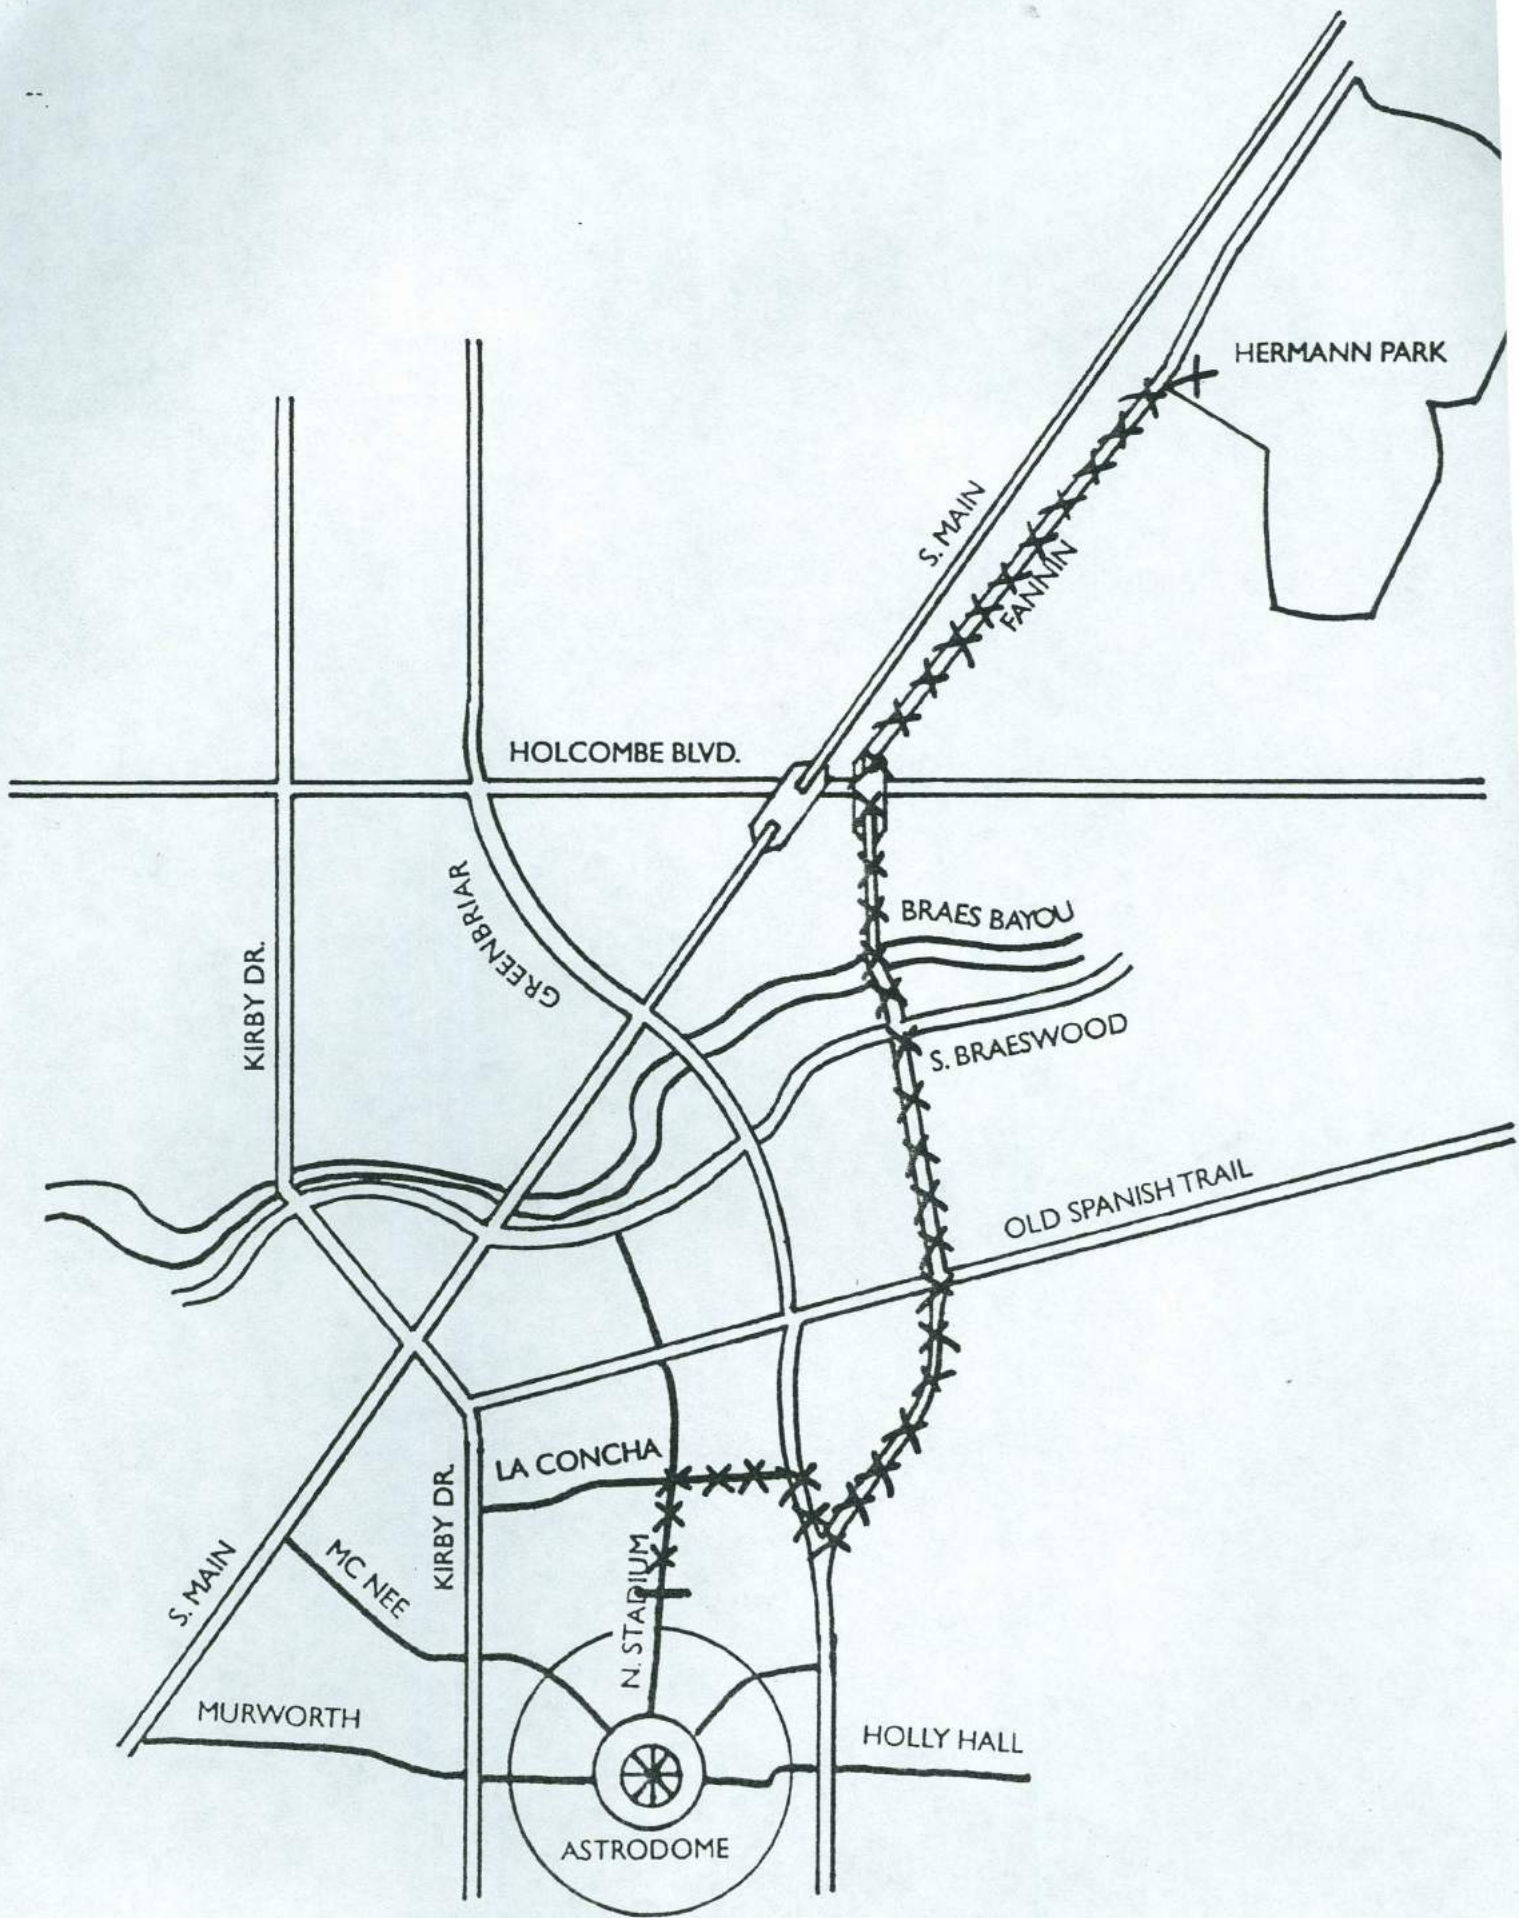 HERMANN PARK
S. MAIN
FANNIN
HOLCOMBE BLVD.
GREENBRIAR
BRAES BAYOU
KIRBY DR.
S. BRAESWOOD
OLD SPANISH TRAIL
LA CONCHA
KIRBY DR.
S. MAIN
MC NEE
N. STADIUM
MURWORTH
HOLLY HALL
ASTRODOME